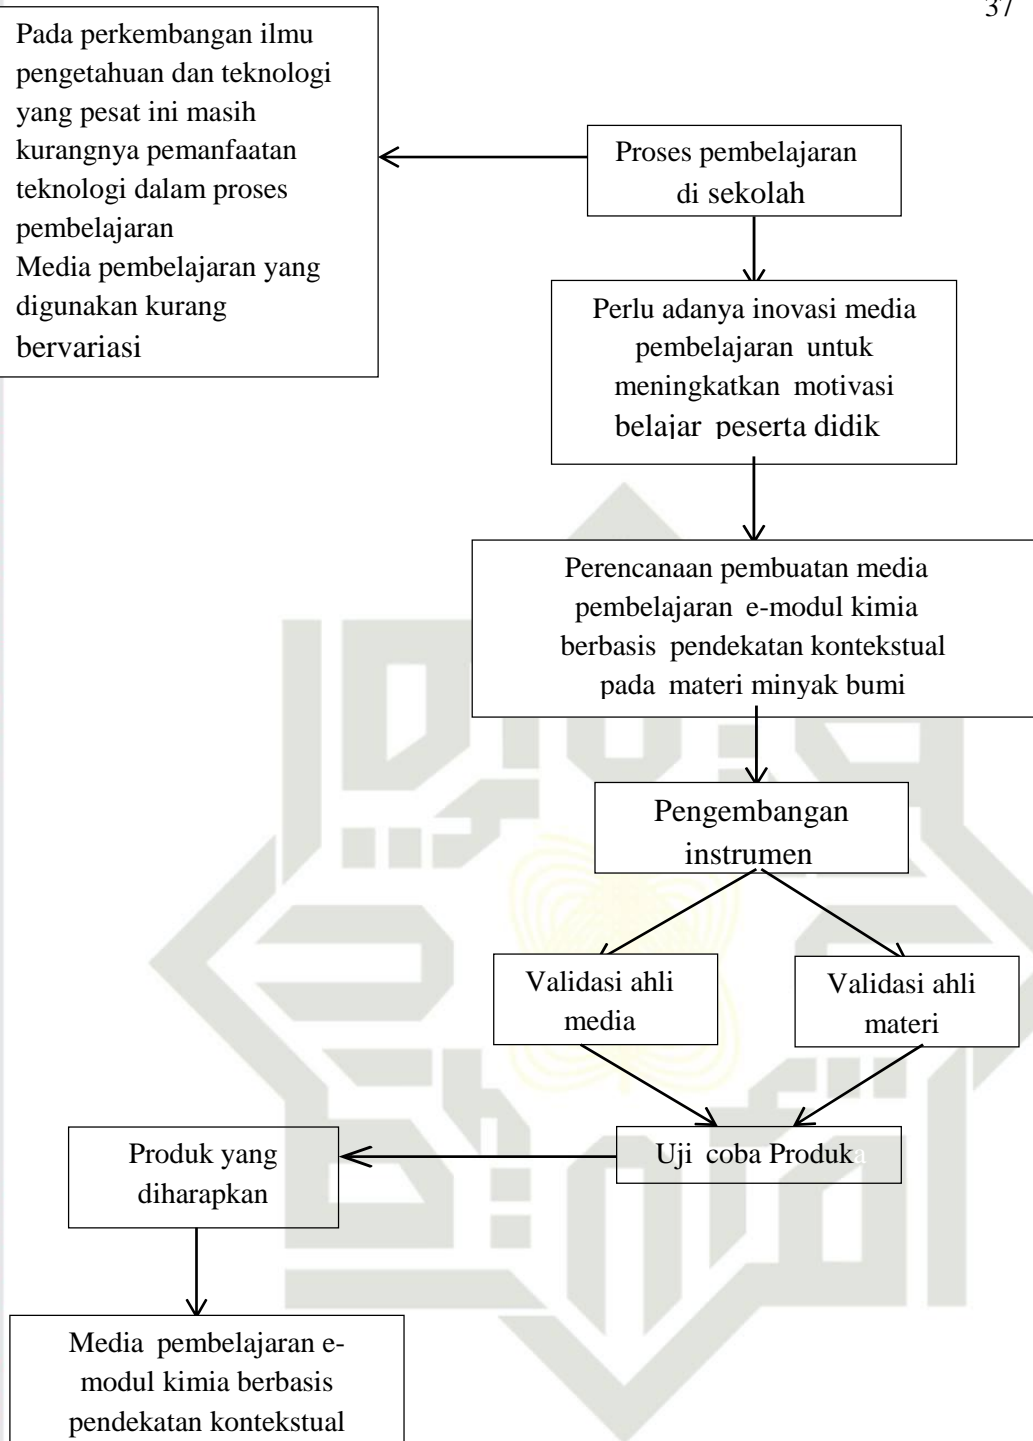 37
Pada perkembangan ilmu
pengetahuan dan teknologi
yang pesat ini masih
kurangnya pemanfaatan
teknologi dalam proses
pembelajaran
Media pembelajaran yang
digunakan kurang
bervariasi
Proses pembelajaran
di sekolah
Perlu adanya inovasi media
pembelajaran untuk
meningkatkan motivasi
belajar peserta didik
Perencanaan pembuatan media
pembelajaran e-modul kimia
berbasis pendekatan kontekstual
pada materi minyak bumi
Pengembangan
instrumen
Validasi ahli
media
Validasi ahli
materi
Uji coba Produka
Produk yang
diharapkan
Media pembelajaran e-
modul kimia berbasis
pendekatan kontekstual